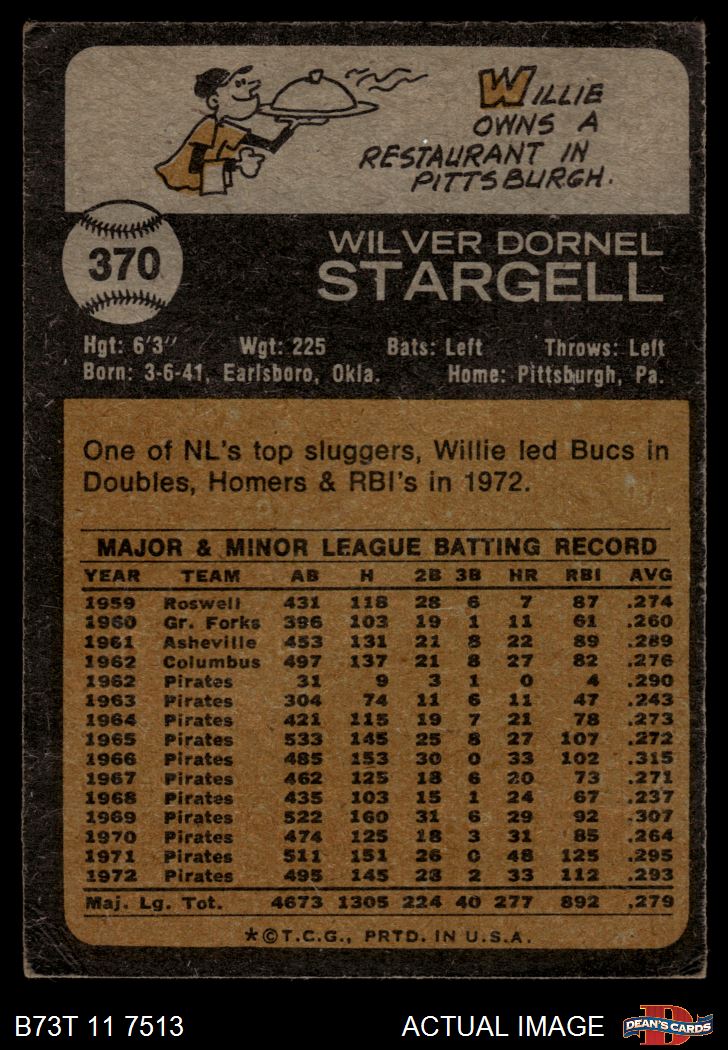 WILLIE
OWNS A
RESTAURANT IN
PITTSBURGH.
370
WILVER DORNEL
STARGELL
Hgt: 6'3" Wgt: 225 Bats: Left Throws: Left
Born: 3-6-41, Earlsboro, Okla. Home: Pittsburgh, Pa.
One of NL's top sluggers, Willie led Bucs in
Doubles, Homers & RBI's in 1972.
MAJOR & MINOR LEAGUE BATTING RECORD
YEAR TEAM AB H 2B 3B HR RBI AVG
1959 Roswell 431 118 28 6 7 87 .274
1960 Gr. Forks 396 103 19 1 11 61 .260
1961 Asheville 453 131 21 8 22 89 .289
1962 Columbus 497 137 21 8 27 82 .276
1962 Pirates 31 9 3 1 0 4 .290
1963 Pirates 304 74 11 6 11 47 .243
1964 Pirates 421 115 19 7 21 78 .273
1965 Pirates 533 145 25 8 27 107 .272
1966 Pirates 485 153 30 0 33 102 .315
1967 Pirates 462 125 18 6 20 73 .271
1968 Pirates 435 103 15 1 24 67 .237
1969 Pirates 522 160 31 6 29 92 .307
1970 Pirates 474 125 18 3 31 85 .264
1971 Pirates 511 151 26 0 48 125 .295
1972 Pirates 495 145 28 2 33 112 .293
Maj. Lg. Tot. 4673 1305 224 40 277 892 .279
*©T.C.G., PRTD. IN U.S.A.
B73T 11 7513 ACTUAL IMAGE
D
DEAN'S CARDS